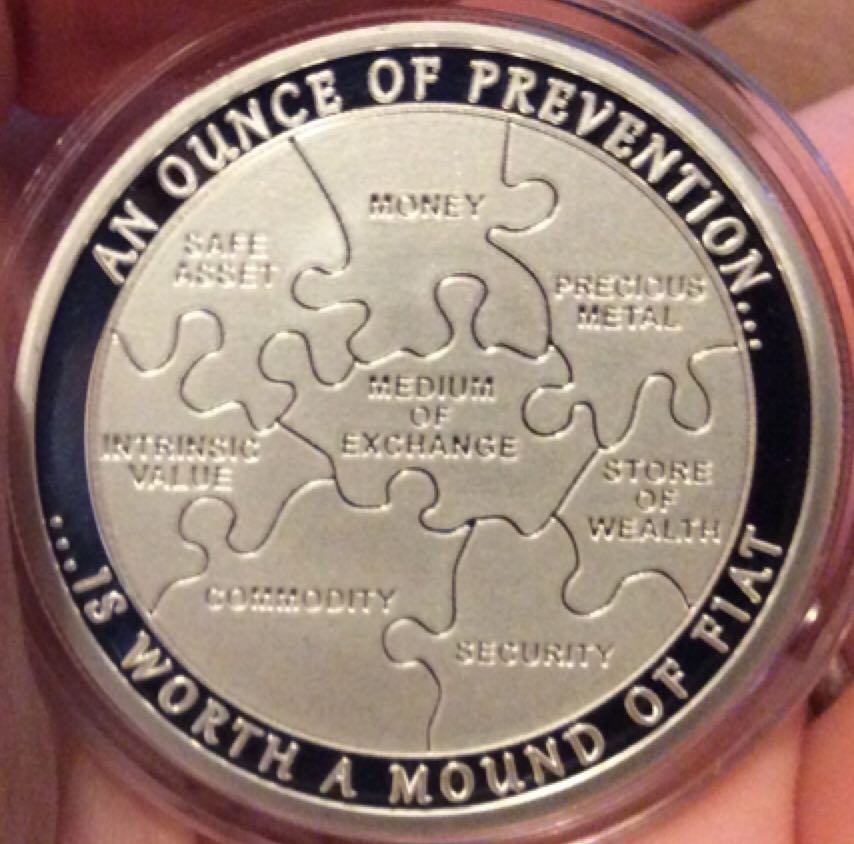 AN OUNCE OF PREVENTION...
MONEY
SAFE
ASSET
PRECIOUS
METAL
MEDIUM
OF
EXCHANGE
INTRINSIC
VALUE
STORE
OF
WEALTH
COMMODITY
SECURITY
...IS WORTH A MOUND OF FIAT